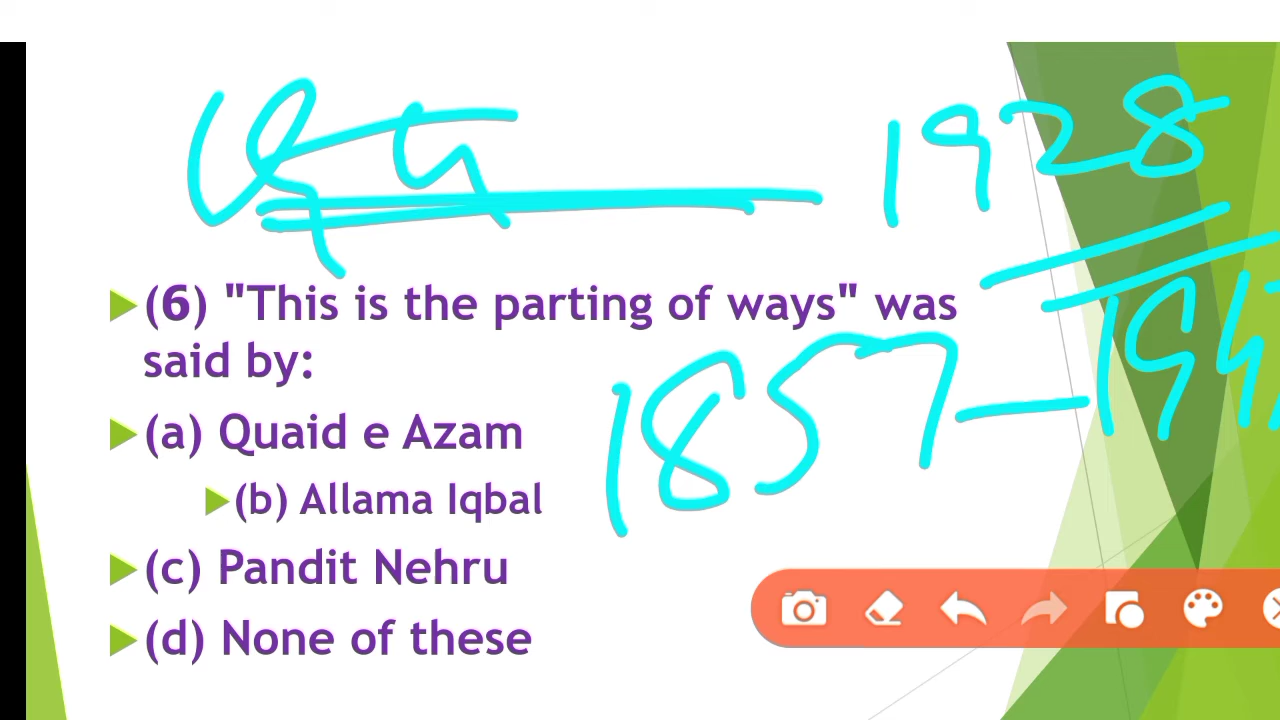 1928
(6) "This is the parting of ways" was
said by:
1857-194
(a) Quaid e Azam
(b) Allama Iqbal
(c) Pandit Nehru
(d) None of these